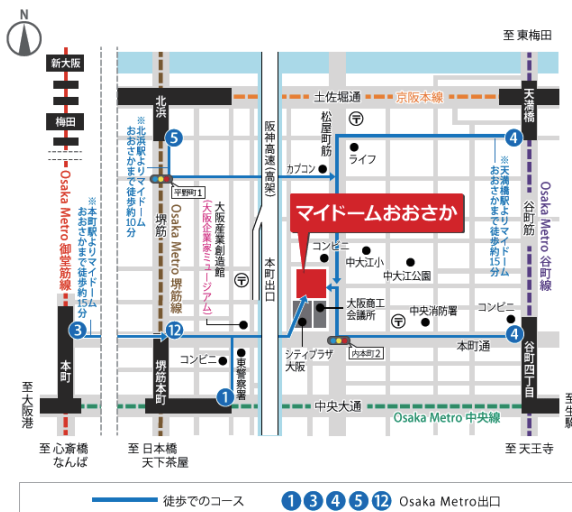 N
至 東梅田
新大阪
梅田
北浜
土佐堀通
京阪本線
天満橋
松屋町筋
阪神高速(高架)
ライフ
カプコン
5
4
※北浜駅よりマイドーム
おおさかまで徒歩約10分
平野町1
※天満橋駅よりマイドーム
おおさかまで徒歩約15分
谷町筋
Osaka Metro 谷町線
Osaka Metro 御堂筋線
※本町駅よりマイドーム
おおさかまで徒歩約15分
堺筋
Osaka Metro 堺筋線
大阪産業創造館
(大阪企業家ミュージアム)
本町出口
マイドームおおさか
コンビニ
中大江小
中大江公園
大阪商工
会議所
中央消防署
コンビニ
3
12
4
シティプラザ
大阪
内本町2
本町通
コンビニ
東警察署
1
本町
堺筋本町
谷町四丁目
至 大阪港
中央大通
Osaka Metro 中央線
至 生駒
至 心斎橋
なんば
至 日本橋
天下茶屋
至 天王寺
徒歩でのコース
1 3 4 5 12 Osaka Metro出口